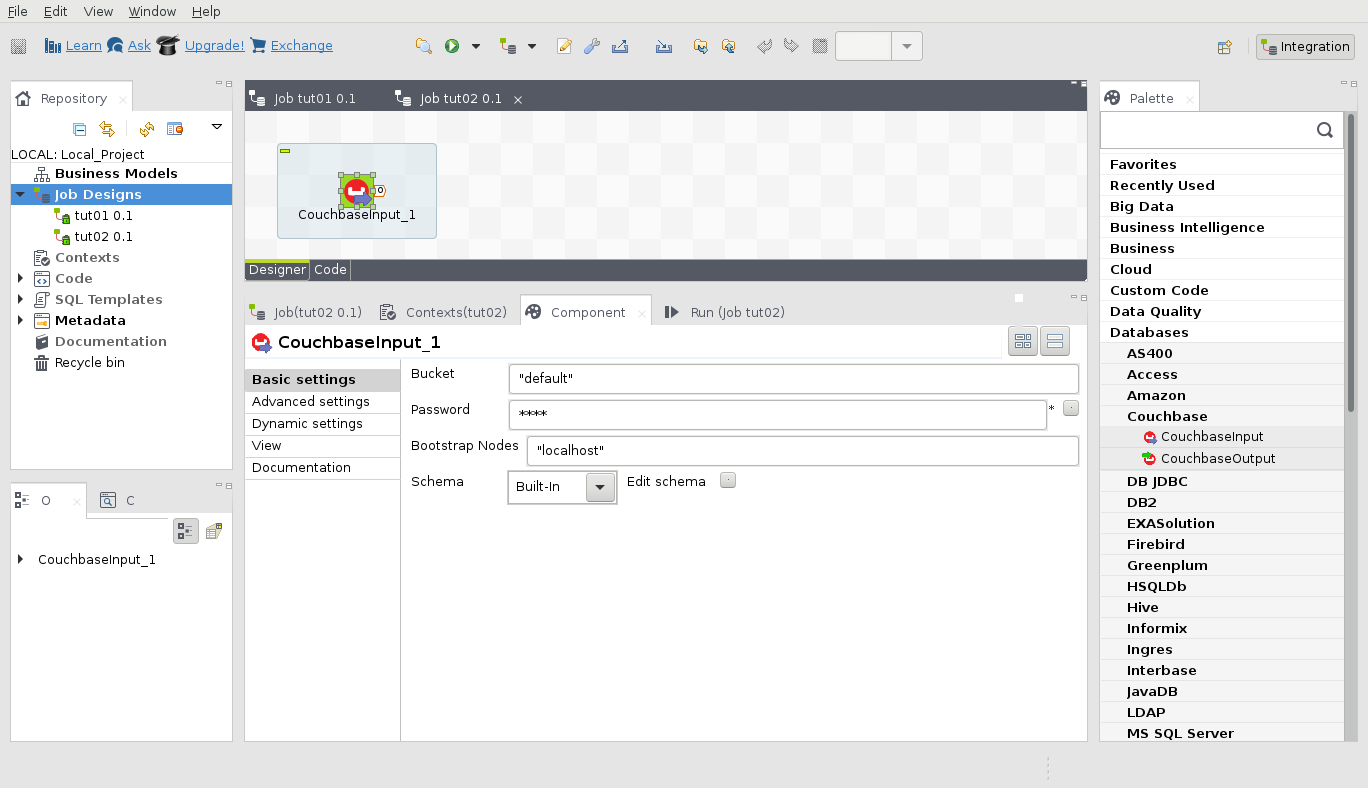 File Edit View Window Help
Learn Ask Upgrade! Exchange Integration
Repository
LOCAL: Local_Project
Business Models
Job Designs
tut01 0.1
tut02 0.1
Contexts
Code
SQL Templates
Metadata
Documentation
Recycle bin
O C
CouchbaseInput_1
Job tut01 0.1 Job tut02 0.1
CouchbaseInput_1
Designer Code
Job(tut02 0.1) Contexts(tut02) Component Run (Job tut02)
CouchbaseInput_1
Basic settings
Advanced settings
Dynamic settings
View
Documentation
Bucket "default"
Password **** *
Bootstrap Nodes "localhost"
Schema Built-In Edit schema
Palette
Favorites
Recently Used
Big Data
Business Intelligence
Business
Cloud
Custom Code
Data Quality
Databases
AS400
Access
Amazon
Couchbase
CouchbaseInput
CouchbaseOutput
DB JDBC
DB2
EXASolution
Firebird
Greenplum
HSQLDb
Hive
Informix
Ingres
Interbase
JavaDB
LDAP
MS SQL Server